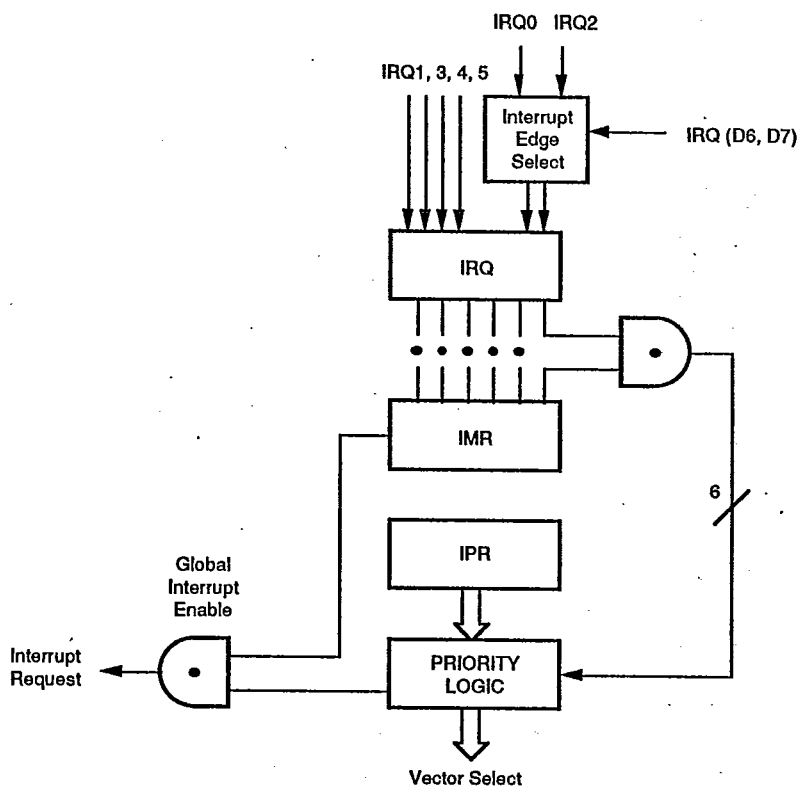 IRQ0 IRQ2
IRQ1, 3, 4, 5
Interrupt
Edge
Select
IRQ (D6, D7)
IRQ
IMR
6
IPR
Global
Interrupt
Enable
Interrupt
Request
PRIORITY
LOGIC
Vector Select